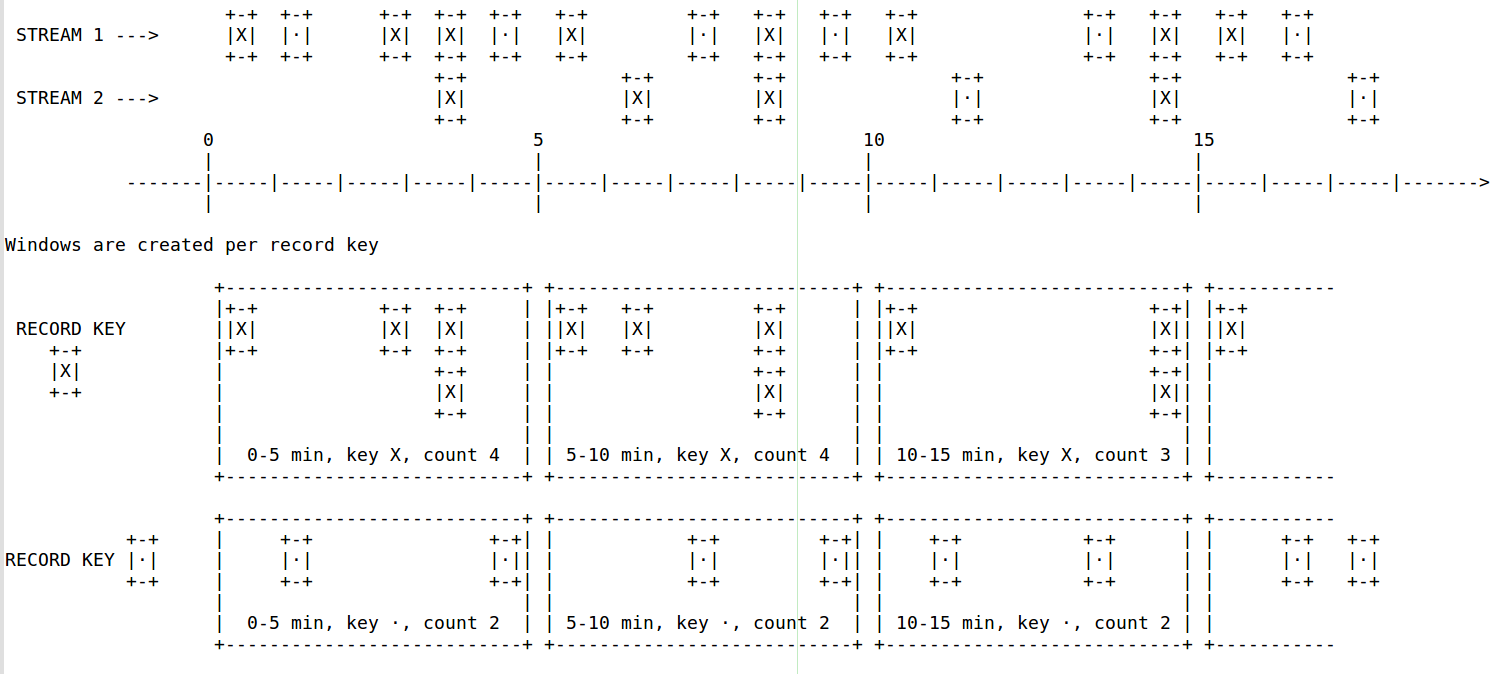 +-+  +-+      +-+  +-+  +-+   +-+         +-+   +-+   +-+   +-+               +-+   +-+   +-+   +-+
 STREAM 1 --->      |X|  |·|      |X|  |X|  |·|   |X|         |·|   |X|   |·|   |X|               |·|   |X|   |X|   |·|
                    +-+  +-+      +-+  +-+  +-+   +-+         +-+   +-+   +-+   +-+               +-+   +-+   +-+   +-+
                                       +-+              +-+         +-+               +-+               +-+               +-+
 STREAM 2 --->                         |X|              |X|         |X|               |·|               |X|               |·|
                                       +-+              +-+         +-+               +-+               +-+               +-+
                  0                             5                             10                            15
                  |                             |                             |                             |
           -------|-----|-----|-----|-----|-----|-----|-----|-----|-----|-----|-----|-----|-----|-----|-----|-----|-----|-----|------->
                  |                             |                             |                             |
Windows are created per record key
                   +---------------------------+ +---------------------------+ +---------------------------+ +-----------
                   |+-+           +-+  +-+     | |+-+   +-+         +-+      | |+-+                     +-+| |+-+
 RECORD KEY        ||X|           |X|  |X|     | ||X|   |X|         |X|      | ||X|                     |X|| ||X|
    +-+            |+-+           +-+  +-+     | |+-+   +-+         +-+      | |+-+                     +-+| |+-+
    |X|            |                   +-+     | |                  +-+      | |                        +-+| |
    +-+            |                   |X|     | |                  |X|      | |                        |X|| |
                   |                   +-+     | |                  +-+      | |                        +-+| |
                   |                           | |                           | |                           | |
                   |  0-5 min, key X, count 4  | | 5-10 min, key X, count 4  | | 10-15 min, key X, count 3 | |
                   +---------------------------+ +---------------------------+ +---------------------------+ +-----------
                   +---------------------------+ +---------------------------+ +---------------------------+ +-----------
           +-+     |     +-+                +-+| |            +-+         +-+| |    +-+           +-+      | |      +-+   +-+
RECORD KEY |·|     |     |·|                |·|| |            |·|         |·|| |    |·|           |·|      | |      |·|   |·|
           +-+     |     +-+                +-+| |            +-+         +-+| |    +-+           +-+      | |      +-+   +-+
                   |                           | |                           | |                           | |
                   |  0-5 min, key ·, count 2  | | 5-10 min, key ·, count 2  | | 10-15 min, key ·, count 2 | |
                   +---------------------------+ +---------------------------+ +---------------------------+ +-----------